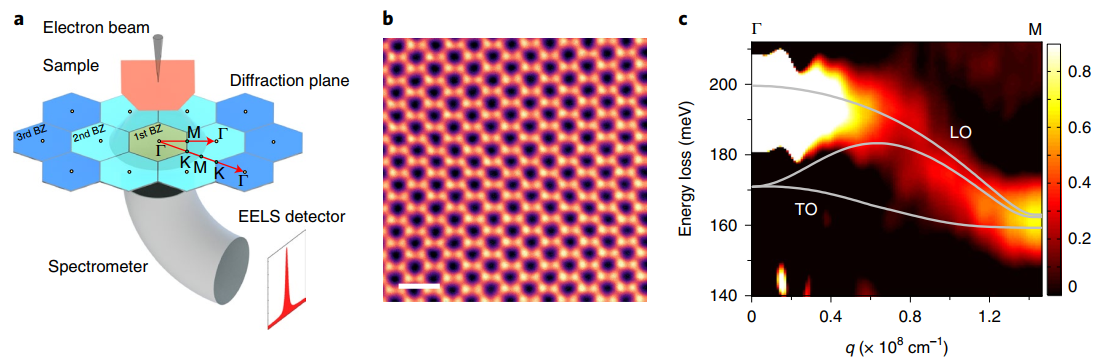 a
Electron beam
Sample
Diffraction plane
3rd BZ
2nd BZ
1st BZ
M
Γ
Γ
K
M
K
Γ
EELS detector
Spectrometer
b
c
Γ
M
200
180
160
140
Energy loss (meV)
LO
TO
0
0.4
0.8
1.2
q (× 10⁸ cm⁻¹)
0.8
0.6
0.4
0.2
0